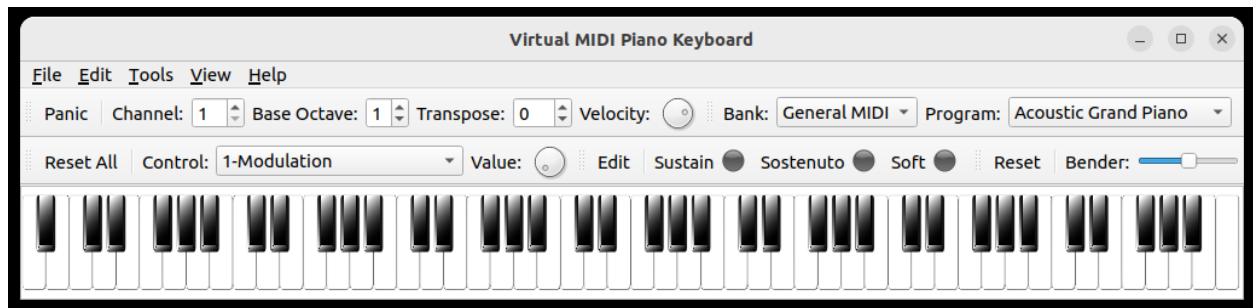 Virtual MIDI Piano Keyboard
File Edit Tools View Help
Panic Channel: 1 Base Octave: 1 Transpose: 0 Velocity: Bank: General MIDI Program: Acoustic Grand Piano
Reset All Control: 1-Modulation Value: Edit Sustain Sostenuto Soft Reset Bender: